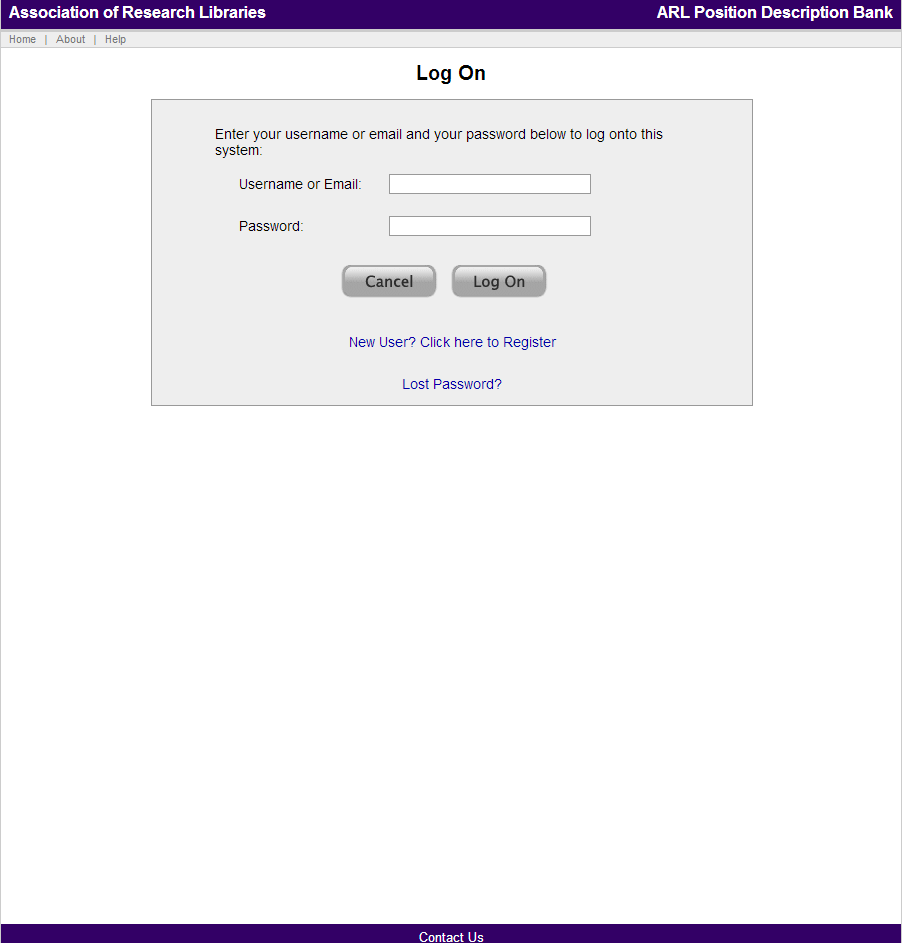 Association of Research Libraries
ARL Position Description Bank
Home | About | Help
Log On
Enter your username or email and your password below to log onto this
system:
Username or Email:
Password:
Cancel
Log On
New User? Click here to Register
Lost Password?
Contact Us